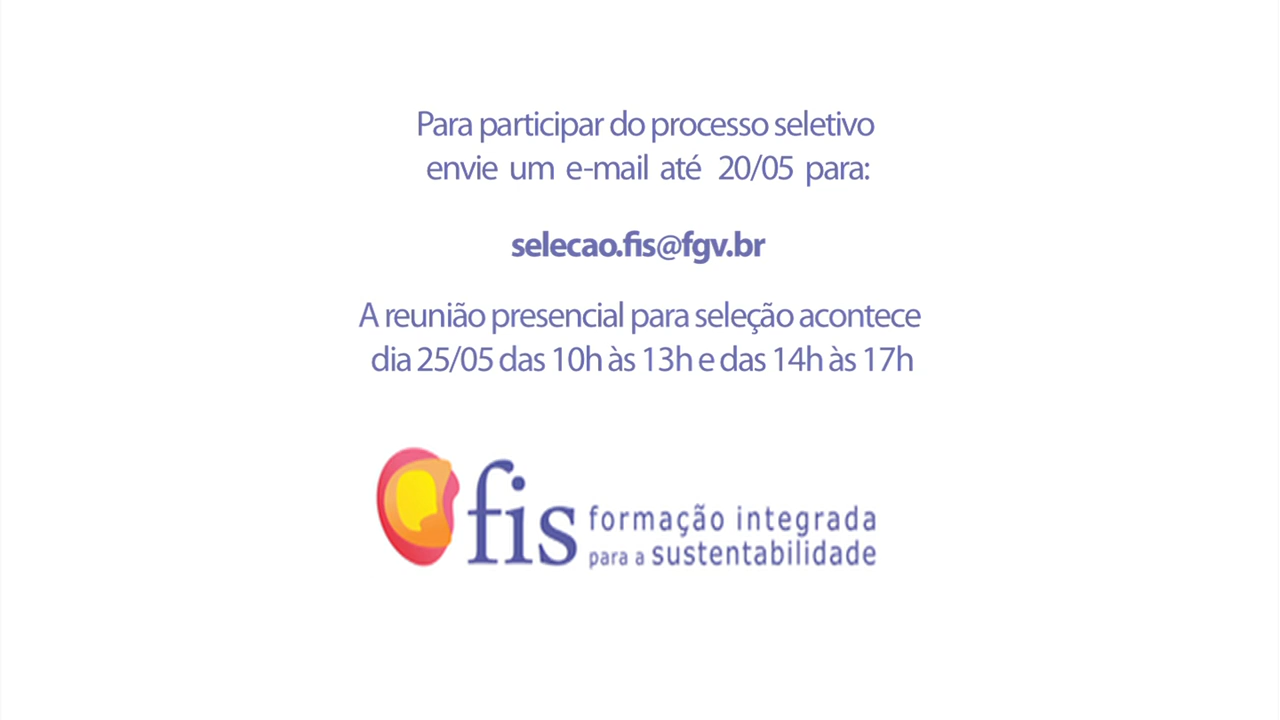 Para participar do processo seletivo
envie um e-mail até 20/05 para:
selecao.fis@fgv.br
A reunião presencial para seleção acontece
dia 25/05 das 10h às 13h e das 14h às 17h
fis formação integrada
para a sustentabilidade